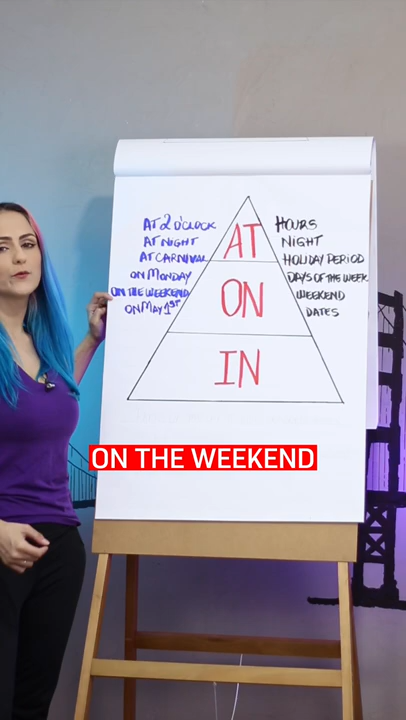 AT 2 O'CLOCK
AT NIGHT
AT CARNIVAL
ON MONDAY
ON THE WEEKEND
ON MAY 1ST
AT
ON
IN
HOURS
NIGHT
HOLIDAY PERIOD
DAYS OF THE WEEK
WEEKEND
DATES
ON THE WEEKEND